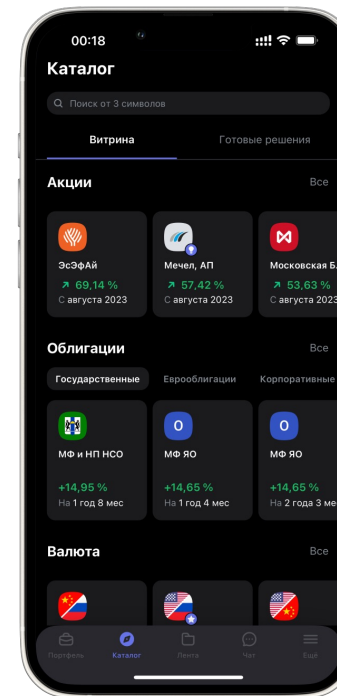 00:18
Каталог
Поиск от 3 символов
Витрина Готовые решения
Акции Все
ЭсЭфАй Мечел, АП Московская Б.
69,14 % 57,42 % 53,63 %
С августа 2023 С августа 2023 С августа 2023
Облигации Все
Государственные Еврооблигации Корпоративные
О О
МФ и НП НСО МФ ЯО МФ ЯО
+14,95 % +14,65 % +14,65 %
На 1 год 8 мес На 1 год 4 мес На 2 года 3 ме
Валюта Все
Портфель Каталог Лента Чат Ещё